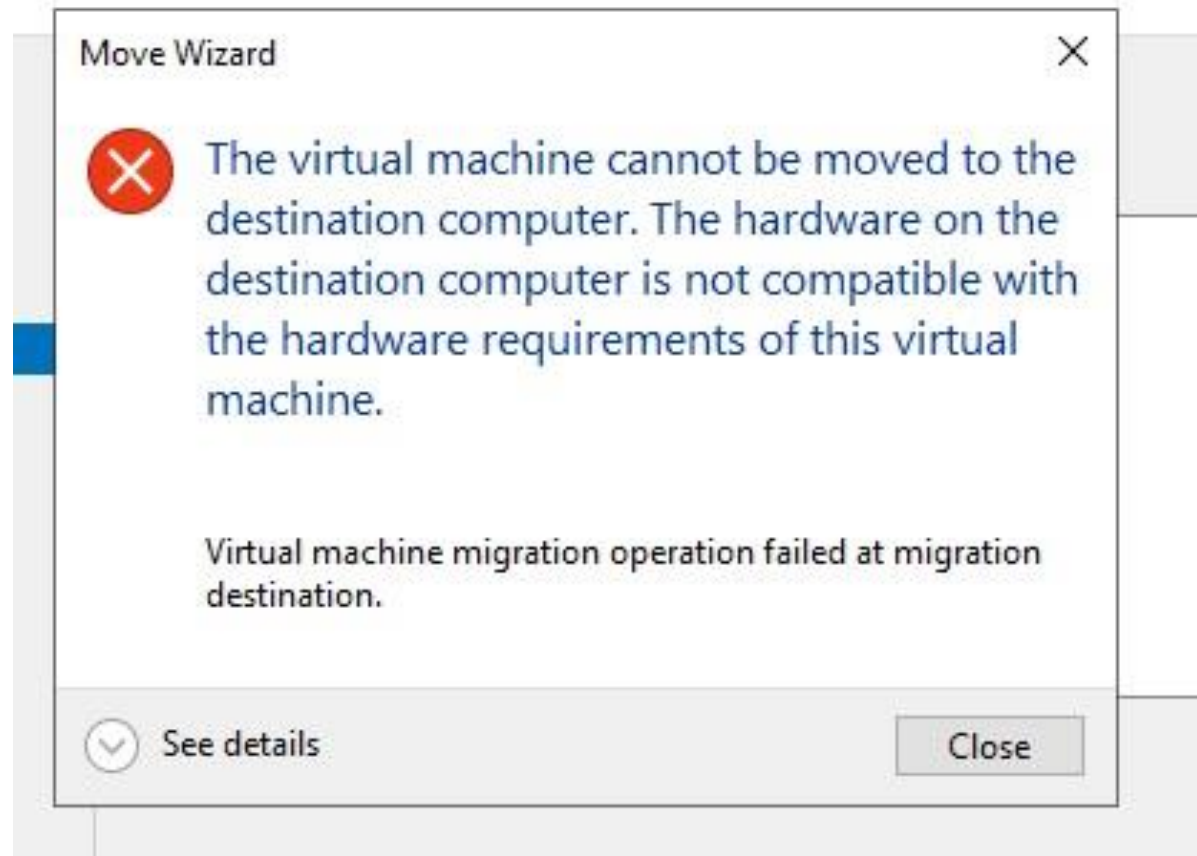 Move Wizard
The virtual machine cannot be moved to the
destination computer. The hardware on the
destination computer is not compatible with
the hardware requirements of this virtual
machine.
Virtual machine migration operation failed at migration
destination.
See details
Close